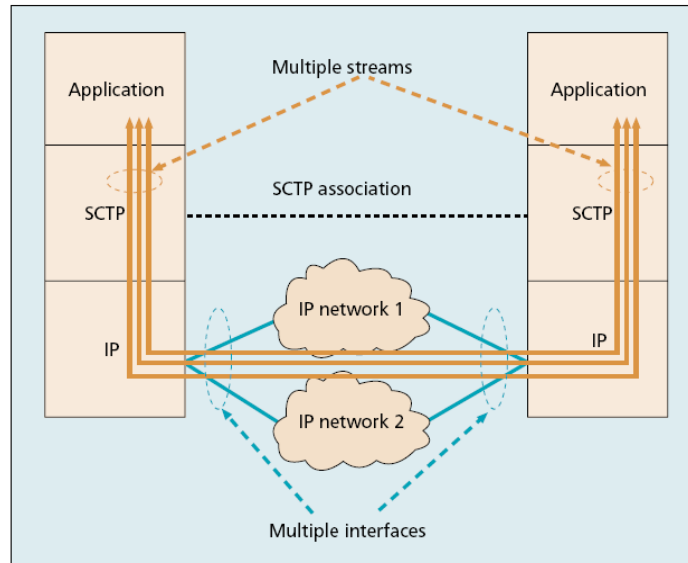 Multiple streams
Application
Application
SCTP association
SCTP
SCTP
IP network 1
IP
IP
IP network 2
Multiple interfaces